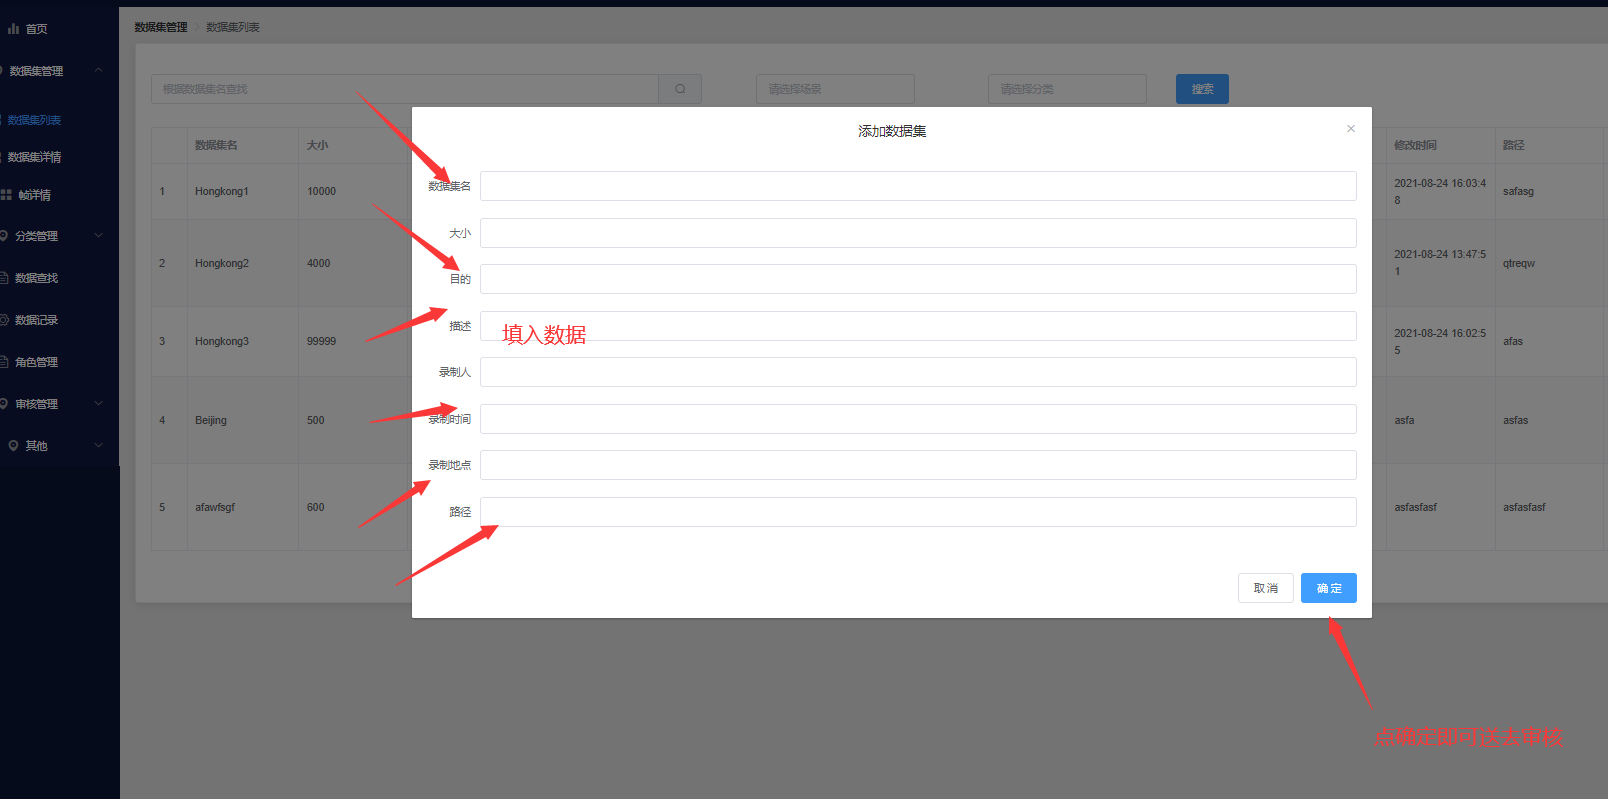 首页
数据集管理
数据集列表
数据集详情
帧详情
分类管理
数据查找
数据记录
角色管理
审核管理
其他
数据集管理 数据集列表
根据数据集名查找
请选择场景
请选择分类
搜索
数据集名 大小 修改时间 路径
1 Hongkong1 10000 2021-08-24 16:03:4
8 safasg
2 Hongkong2 4000 2021-08-24 13:47:5
1 qtreqw
3 Hongkong3 99999 2021-08-24 16:02:5
5 afas
4 Beijing 500 asfa asfas
5 afawfsgf 600 asfasfasf asfasfasf
添加数据集
数据集名
大小
目的
描述
填入数据
录制人
录制时间
录制地点
路径
取消 确定
点确定即可送去审核